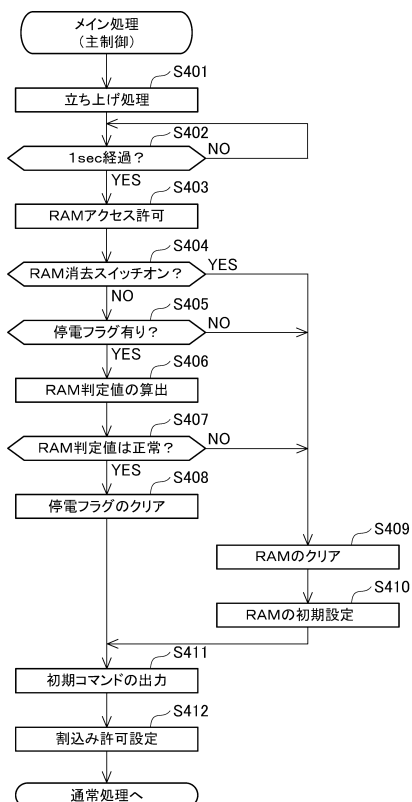 メイン処理
（主制御）
S401
立ち上げ処理
S402
1sec経過？
NO
YES
S403
RAMアクセス許可
S404
RAM消去スイッチオン？
YES
NO
S405
停電フラグ有り？
NO
YES
S406
RAM判定値の算出
S407
RAM判定値は正常？
NO
YES
S408
停電フラグのクリア
S409
RAMのクリア
S410
RAMの初期設定
S411
初期コマンドの出力
S412
割込み許可設定
通常処理へ